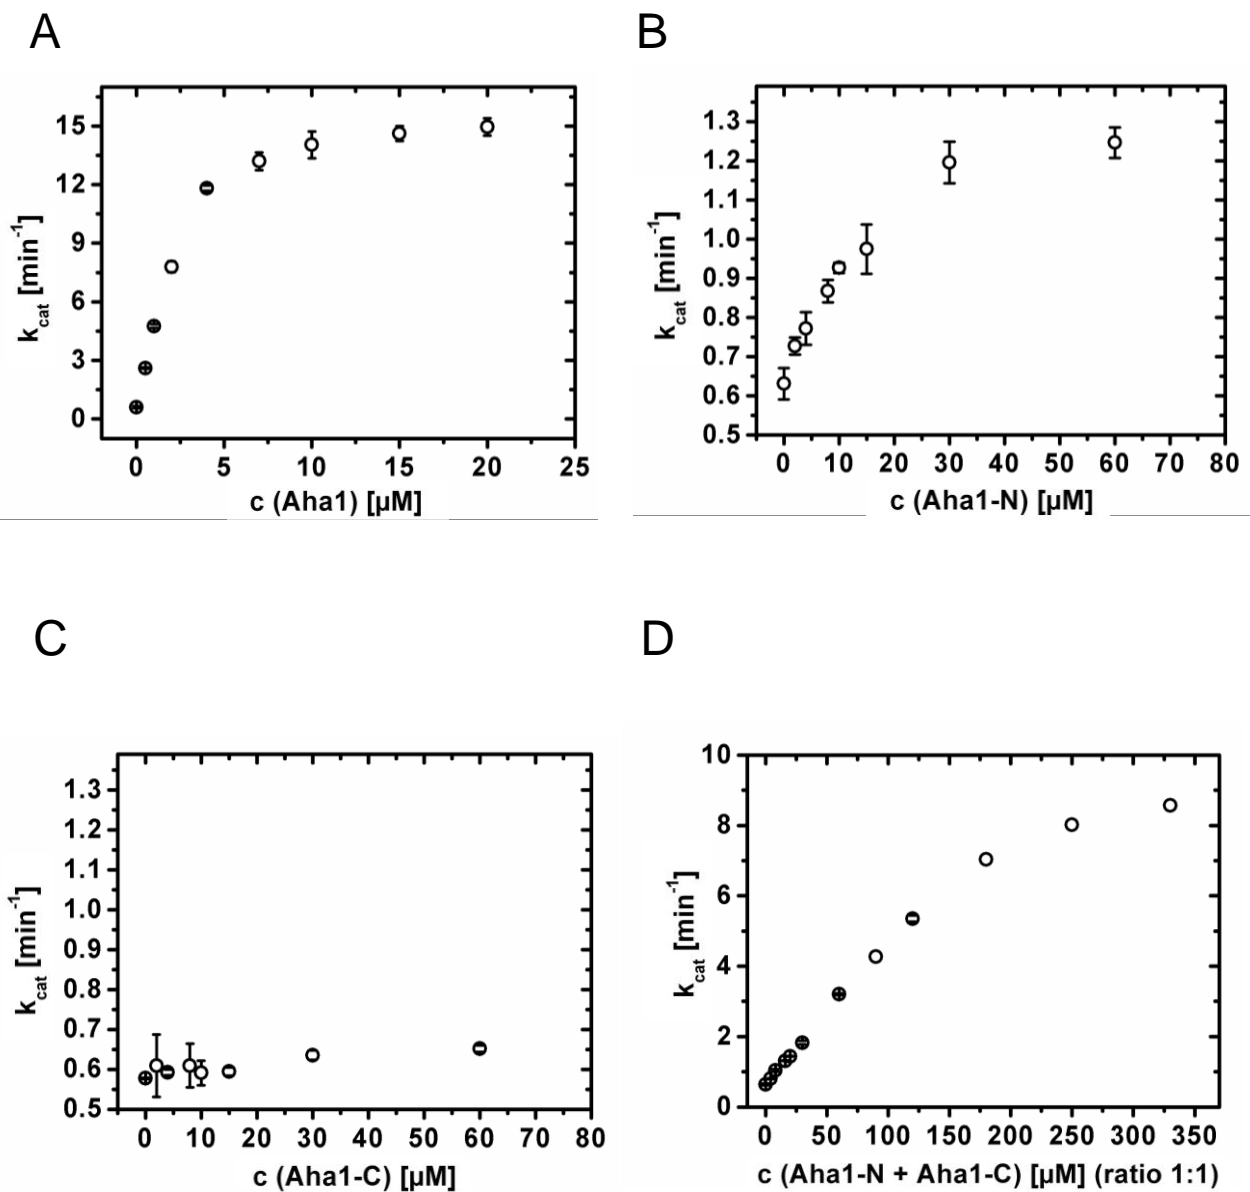 A
15
12
9
6
3
0
k_cat [min^-1]
0 5 10 15 20 25
c (Aha1) [µM]
B
1.3
1.2
1.1
1.0
0.9
0.8
0.7
0.6
0.5
k_cat [min^-1]
0 10 20 30 40 50 60 70 80
c (Aha1-N) [µM]
C
1.3
1.2
1.1
1.0
0.9
0.8
0.7
0.6
0.5
k_cat [min^-1]
0 10 20 30 40 50 60 70 80
c (Aha1-C) [µM]
D
10
8
6
4
2
0
k_cat [min^-1]
0 50 100 150 200 250 300 350
c (Aha1-N + Aha1-C) [µM] (ratio 1:1)